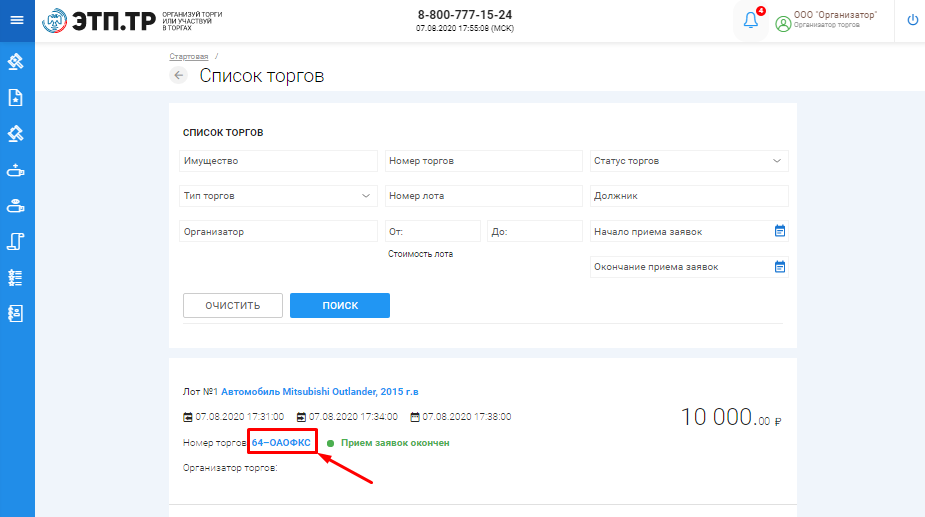 ЭТП.ТР
ОРГАНИЗУЙ ТОРГИ
ИЛИ УЧАСТВУЙ
В ТОРГАХ
8-800-777-15-24
07.08.2020 17:55:08 (МСК)
4
ООО "Организатор"
Организатор торгов
Стартовая /
Список торгов
СПИСОК ТОРГОВ
Имущество
Номер торгов
Статус торгов
Тип торгов
Номер лота
Должник
Организатор
От:
До:
Начало приема заявок
Стоимость лота
Окончание приема заявок
ОЧИСТИТЬ
ПОИСК
Лот №1 Автомобиль Mitsubishi Outlander, 2015 г.в
07.08.2020 17:31:00 07.08.2020 17:34:00 07.08.2020 17:38:00
10 000.00 ₽
Номер торгов 64–ОАОФКС Прием заявок окончен
Организатор торгов: